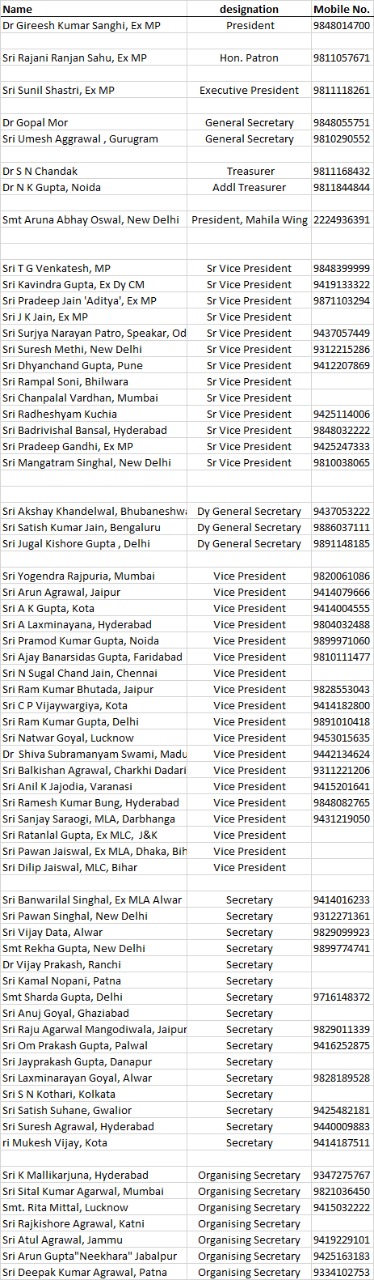 Name designation Mobile No.
Dr Gireesh Kumar Sanghi, Ex MP President 9848014700
Sri Rajani Ranjan Sahu, Ex MP Hon. Patron 9811057671
Sri Sunil Shastri, Ex MP Executive President 9811118261
Dr Gopal Mor General Secretary 9848055751
Sri Umesh Aggrawal , Gurugram General Secretary 9810290552
Dr S N Chandak Treasurer 9811168432
Dr N K Gupta, Noida Addl Treasurer 9811844844
Smt Aruna Abhay Oswal, New Delhi President, Mahila Wing 2224936391
Sri T G Venkatesh, MP Sr Vice President 9848399999
Sri Kavindra Gupta, Ex Dy CM Sr Vice President 9419133322
Sri Pradeep Jain 'Aditya', Ex MP Sr Vice President 9871103294
Sri J K Jain, Ex MP Sr Vice President
Sri Surjya Narayan Patro, Speakar, Od Sr Vice President 9437057449
Sri Suresh Methi, New Delhi Sr Vice President 9312215286
Sri Dhyanchand Gupta, Pune Sr Vice President 9412207869
Sri Rampal Soni, Bhilwara Sr Vice President
Sri Chanpalal Vardhan, Mumbai Sr Vice President
Sri Radheshyam Kuchia Sr Vice President 9425114006
Sri Badrivishal Bansal, Hyderabad Sr Vice President 9848032222
Sri Pradeep Gandhi, Ex MP Sr Vice President 9425247333
Sri Mangatram Singhal, New Delhi Sr Vice President 9810038065
Sri Akshay Khandelwal, Bhubaneshwa Dy General Secretary 9437053222
Sri Satish Kumar Jain, Bengaluru Dy General Secretary 9886037111
Sri Jugal Kishore Gupta , Delhi Dy General Secretary 9891148185
Sri Yogendra Rajpuria, Mumbai Vice President 9820061086
Sri Arun Agrawal, Jaipur Vice President 9414079666
Sri A K Gupta, Kota Vice President 9414004555
Sri A Laxminayana, Hyderabad Vice President 9804032488
Sri Pramod Kumar Gupta, Noida Vice President 9899971060
Sri Ajay Banarsidas Gupta, Faridabad Vice President 9810111477
Sri N Sugal Chand Jain, Chennai Vice President
Sri Ram Kumar Bhutada, Jaipur Vice President 9828553043
Sri C P Vijaywargiya, Kota Vice President 9414182800
Sri Ram Kumar Gupta, Delhi Vice President 9891010418
Sri Natwar Goyal, Lucknow Vice President 9453015635
Dr Shiva Subramanyam Swami, Madu Vice President 9442134624
Sri Balkishan Agrawal, Charkhi Dadari Vice President 9311221206
Sri Anil K Jajodia, Varanasi Vice President 9415201641
Sri Ramesh Kumar Bung, Hyderabad Vice President 9848082765
Sri Sanjay Saraogi, MLA, Darbhanga Vice President 9431219050
Sri Ratanlal Gupta, Ex MLC, J&K Vice President
Sri Pawan Jaiswal, Ex MLA, Dhaka, Bih Vice President
Sri Dilip Jaiswal, MLC, Bihar Vice President
Sri Banwarilal Singhal, Ex MLA Alwar Secretary 9414016233
Sri Pawan Singhal, New Delhi Secretary 9312271361
Sri Vijay Data, Alwar Secretary 9829099923
Smt Rekha Gupta, New Delhi Secretary 9899774741
Dr Vijay Prakash, Ranchi Secretary
Sri Kamal Nopani, Patna Secretary
Smt Sharda Gupta, Delhi Secretary 9716148372
Sri Anuj Goyal, Ghaziabad Secretary
Sri Raju Agarwal Mangodiwala, Jaipur Secretary 9829011339
Sri Om Prakash Gupta, Palwal Secretary 9416252875
Sri Jayprakash Gupta, Danapur Secretary
Sri Laxminarayan Goyal, Alwar Secretary 9828189528
Sri S N Kothari, Kolkata Secretary
Sri Satish Suhane, Gwalior Secretary 9425482181
Sri Suresh Agrawal, Hyderabad Secretary 9440009883
ri Mukesh Vijay, Kota Secretary 9414187511
Sri K Mallikarjuna, Hyderabad Organising Secretary 9347275767
Sri Sital Kumar Agarwal, Mumbai Organising Secretary 9821036450
Smt. Rita Mittal, Lucknow Organising Secretary 9415032222
Sri Rajkishore Agrawal, Katni Organising Secretary
Sri Atul Agrawal, Jammu Organising Secretary 9419229101
Sri Arun Gupta"Neekhara" Jabalpur Organising Secretary 9425163183
Sri Deepak Kumar Agrawal, Patna Organising Secretary 9334102753